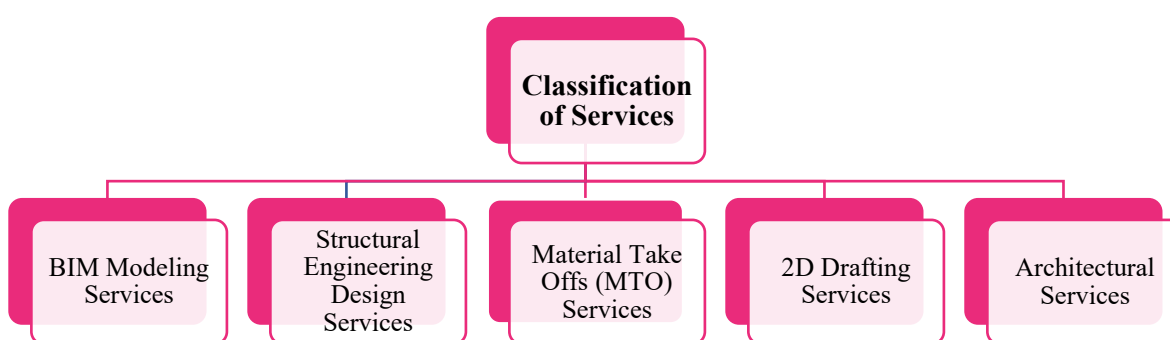 Classification
of Services
BIM Modeling
Services
Structural
Engineering
Design
Services
Material Take
Offs (MTO)
Services
2D Drafting
Services
Architectural
Services